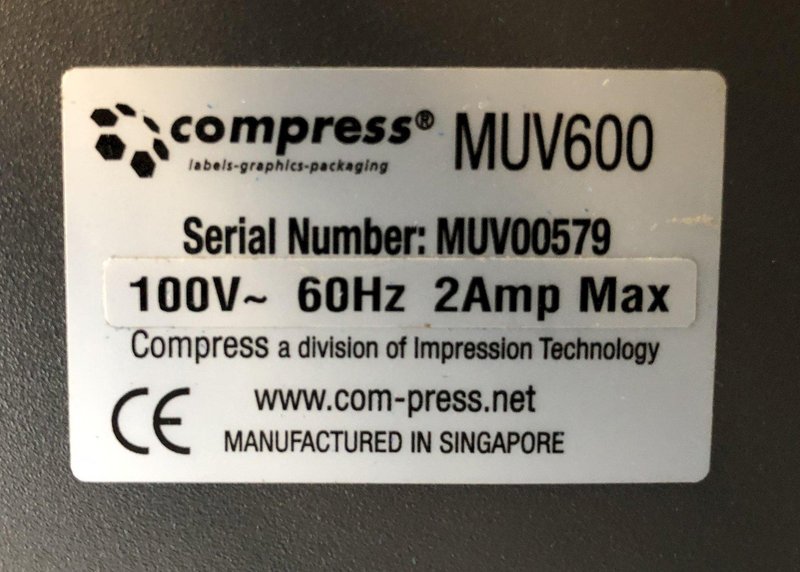 compress® MUV600
labels-graphics-packaging
Serial Number: MUV00579
100V~ 60Hz 2Amp Max
Compress a division of Impression Technology
www.com-press.net
CE
MANUFACTURED IN SINGAPORE